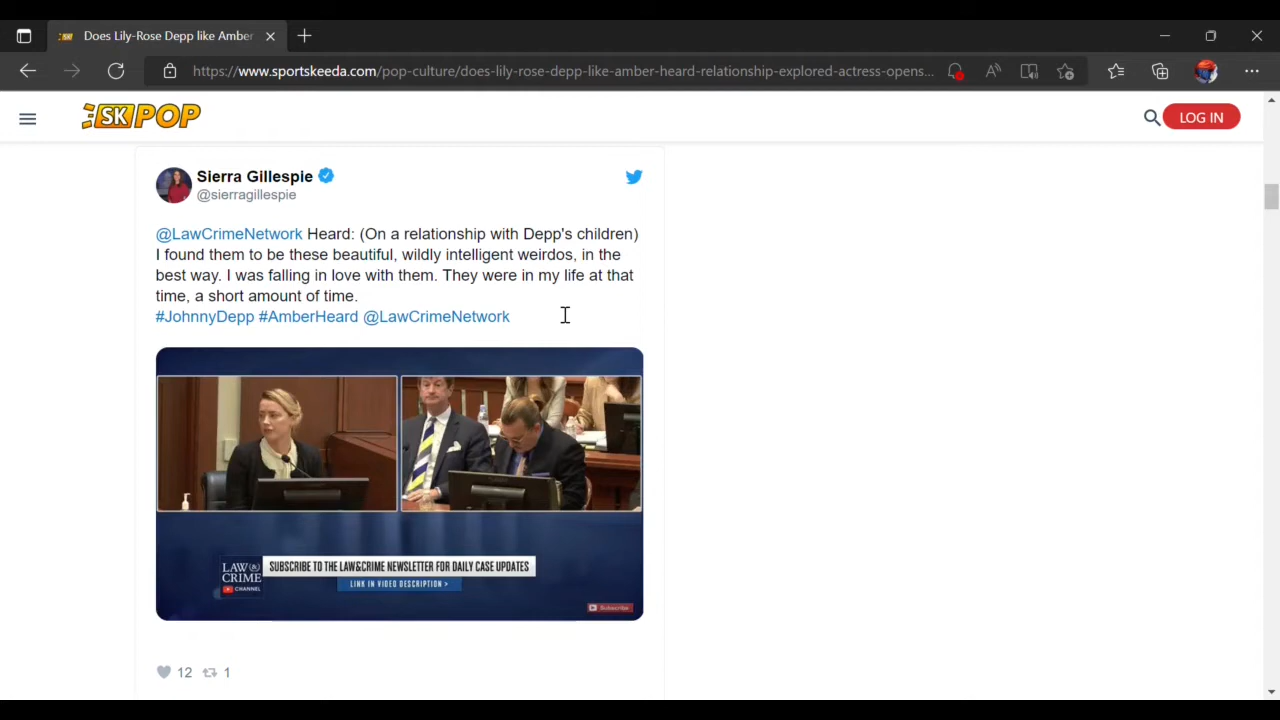 Does Lily-Rose Depp like Amber
https://www.sportskeeda.com/pop-culture/does-lily-rose-depp-like-amber-heard-relationship-explored-actress-opens...
SK POP
LOG IN
Sierra Gillespie
@sierragillespie
@LawCrimeNetwork Heard: (On a relationship with Depp's children)
I found them to be these beautiful, wildly intelligent weirdos, in the
best way. I was falling in love with them. They were in my life at that
time, a short amount of time.
#JohnnyDepp #AmberHeard @LawCrimeNetwork
LAW&
CRIME
CHANNEL
SUBSCRIBE TO THE LAW&CRIME NEWSLETTER FOR DAILY CASE UPDATES
LINK IN VIDEO DESCRIPTION >
Subscribe
12 1